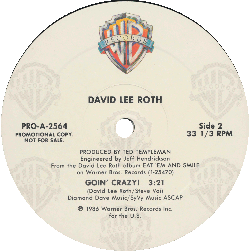 DAVID LEE ROTH
PRO-A-2564
PROMOTIONAL COPY
NOT FOR SALE.
Side 2
33 1/3 RPM
PRODUCED BY TED TEMPLEMAN
Engineered by Jeff Hendrickson
From the David Lee Roth album EAT 'EM AND SMILE
on Warner Bros. Records (1-25470)
GOIN' CRAZY! 3:21
(David Lee Roth/Steve Vai)
Diamond Dave Music/SyVy Music ASCAP
℗ 1986 Warner Bros. Records Inc.
for the U.S.